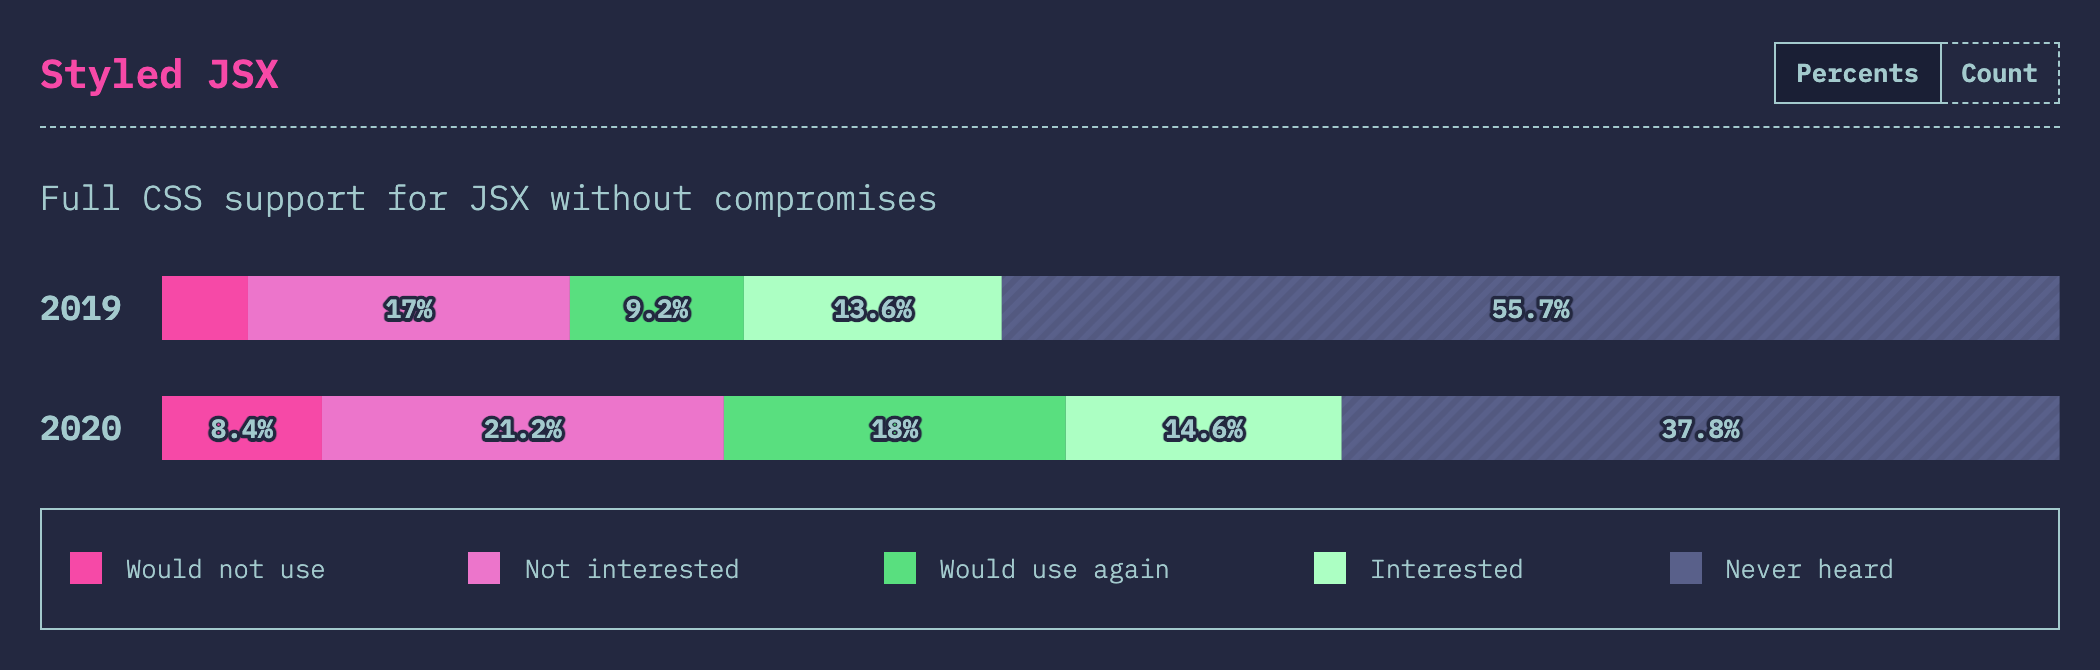 Styled JSX
Percents Count
Full CSS support for JSX without compromises
2019 17% 9.2% 13.6% 55.7%
2020 8.4% 21.2% 18% 14.6% 37.8%
Would not use Not interested Would use again Interested Never heard